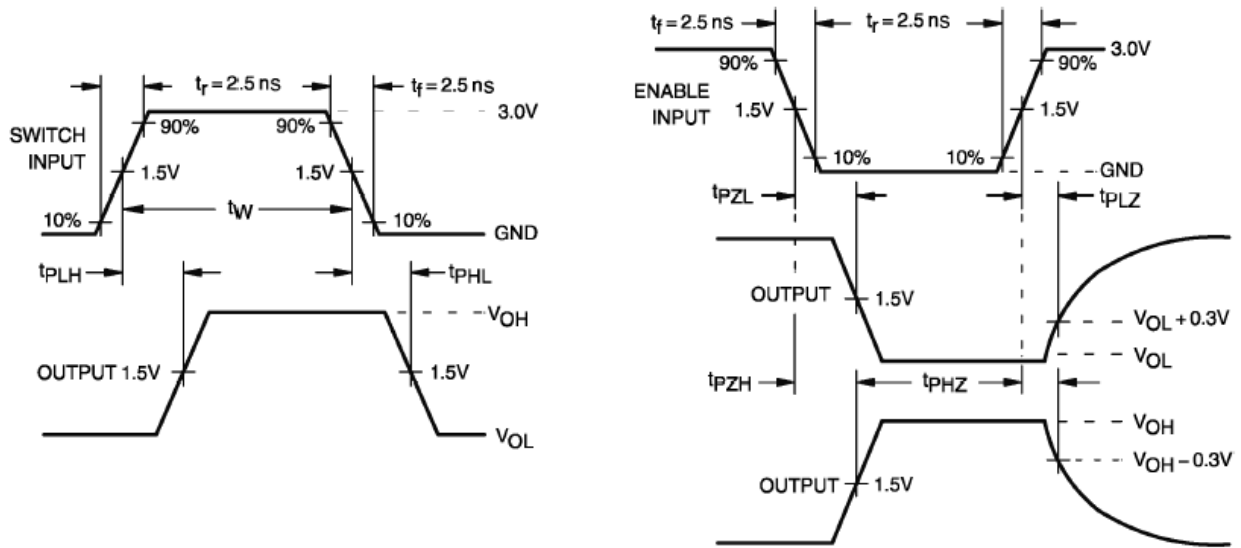 tr = 2.5 ns
tf = 2.5 ns
3.0V
SWITCH
INPUT
90%
90%
1.5V
1.5V
tW
10%
10%
GND
tPLH
tPHL
VOH
OUTPUT 1.5V
1.5V
VOL
tf = 2.5 ns
tr = 2.5 ns
3.0V
90%
90%
ENABLE
INPUT
1.5V
1.5V
10%
10%
GND
tPZL
tPLZ
OUTPUT
1.5V
VOL + 0.3V
VOL
tPZH
tPHZ
VOH
VOH – 0.3V
OUTPUT
1.5V